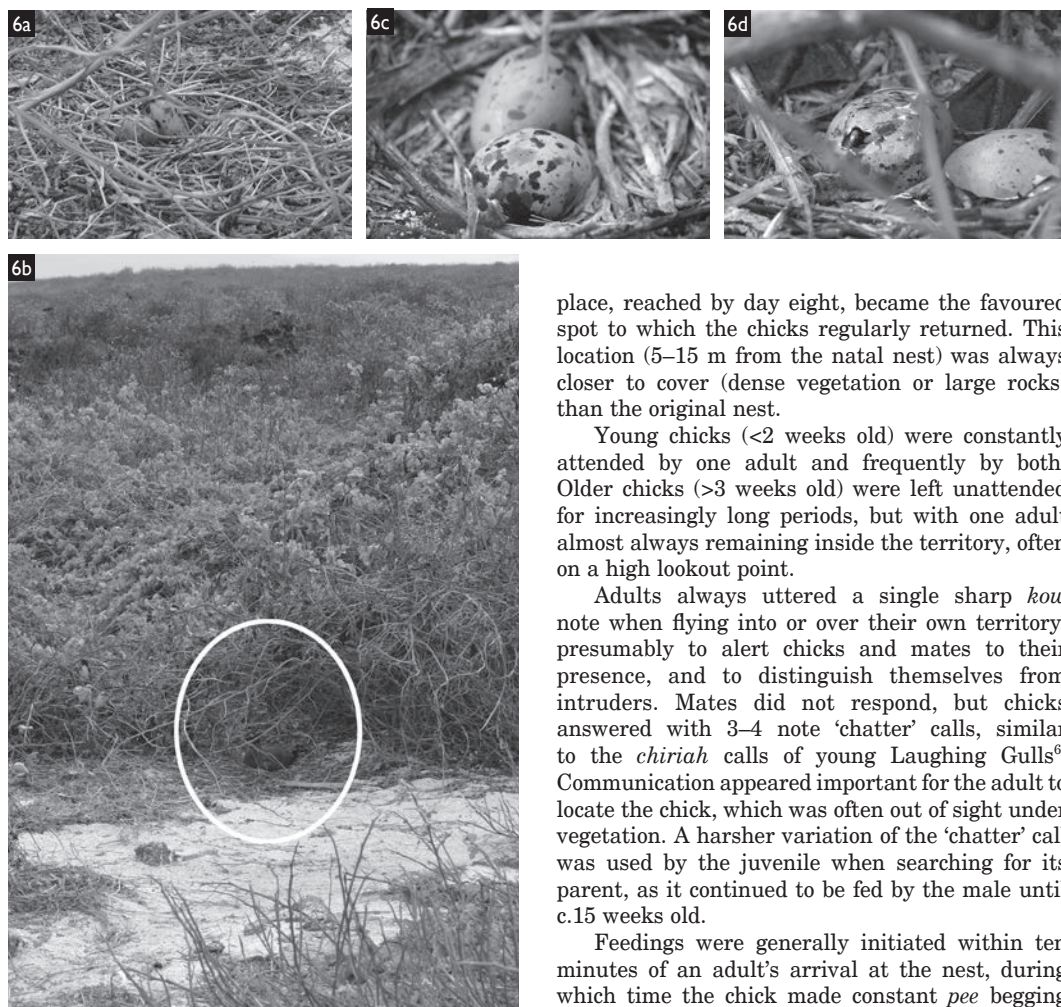 6a
6c
6d
6b
place, reached by day eight, became the favoured
spot to which the chicks regularly returned. This
location (5–15 m from the natal nest) was always
closer to cover (dense vegetation or large rocks
than the original nest.
Young chicks (<2 weeks old) were constantly
attended by one adult and frequently by both
Older chicks (>3 weeks old) were left unattended
for increasingly long periods, but with one adul
almost always remaining inside the territory, often
on a high lookout point.
Adults always uttered a single sharp kow
note when flying into or over their own territory
presumably to alert chicks and mates to their
presence, and to distinguish themselves from
intruders. Mates did not respond, but chicks
answered with 3–4 note ‘chatter’ calls, similar
to the chiriah calls of young Laughing Gulls6
Communication appeared important for the adult to
locate the chick, which was often out of sight under
vegetation. A harsher variation of the ‘chatter’ cal
was used by the juvenile when searching for its
parent, as it continued to be fed by the male unti
c.15 weeks old.
Feedings were generally initiated within ten
minutes of an adult’s arrival at the nest, during
which time the chick made constant pee begging